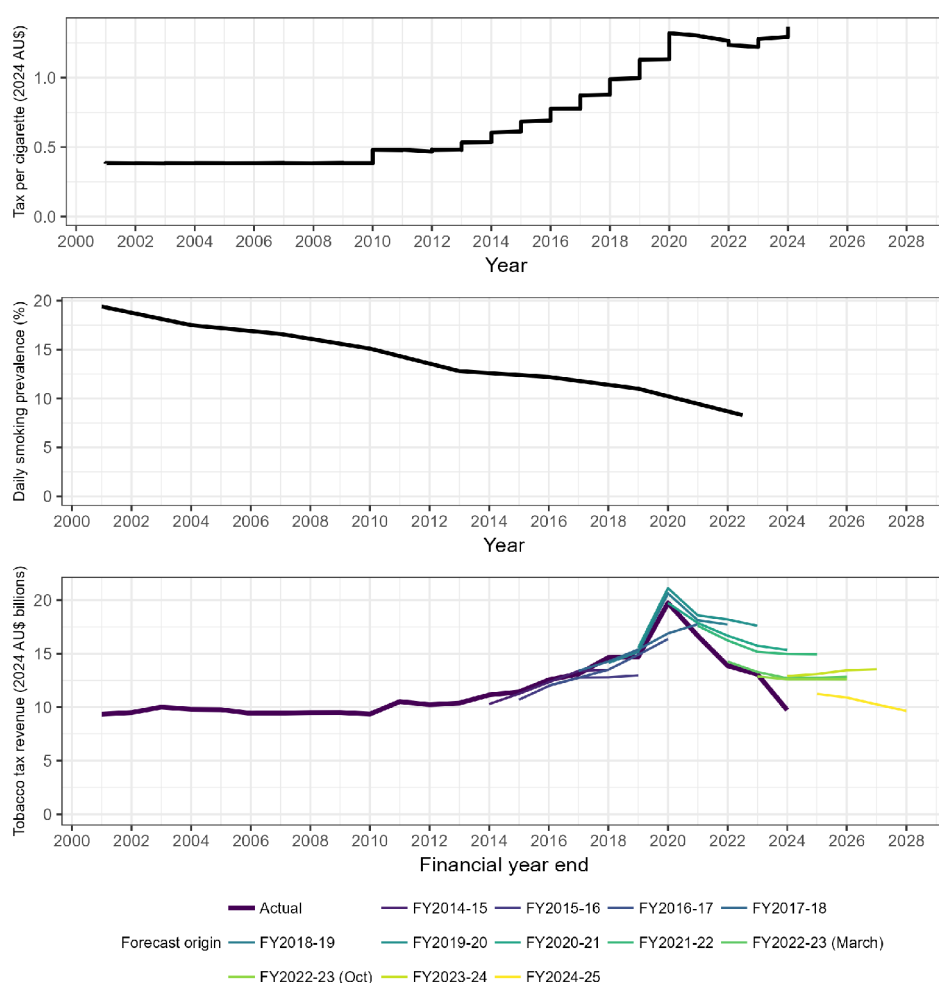 Tax per cigarette (2024 AU$)
1.0
0.5
0.0
2000 2002 2004 2006 2008 2010 2012 2014 2016 2018 2020 2022 2024 2026 2028
Year
Daily smoking prevalence (%)
20
15
10
5
0
2000 2002 2004 2006 2008 2010 2012 2014 2016 2018 2020 2022 2024 2026 2028
Year
Tobacco tax revenue (2024 AU$ billions)
20
15
10
5
0
2000 2002 2004 2006 2008 2010 2012 2014 2016 2018 2020 2022 2024 2026 2028
Financial year end
Actual FY2014-15 FY2015-16 FY2016-17 FY2017-18
Forecast origin FY2018-19 FY2019-20 FY2020-21 FY2021-22 FY2022-23 (March)
FY2022-23 (Oct) FY2023-24 FY2024-25